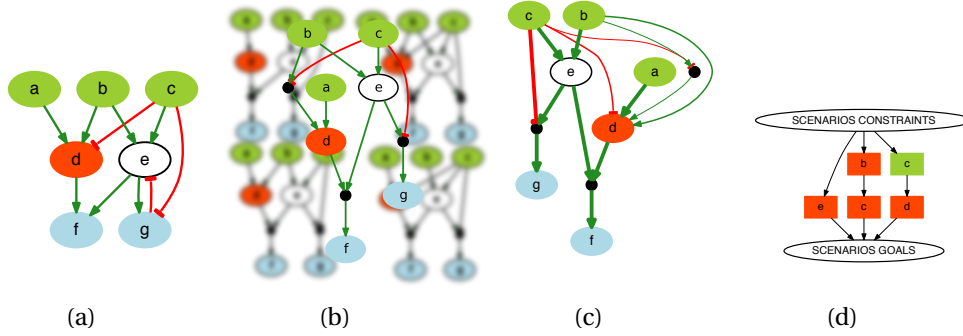 a b c
d e
f g
(a)
b c
a e
d
g
f
(b)
c b
e a
d
g
f
(c)
SCENARIOS CONSTRAINTS
b c
e c d
SCENARIOS GOALS
(d)